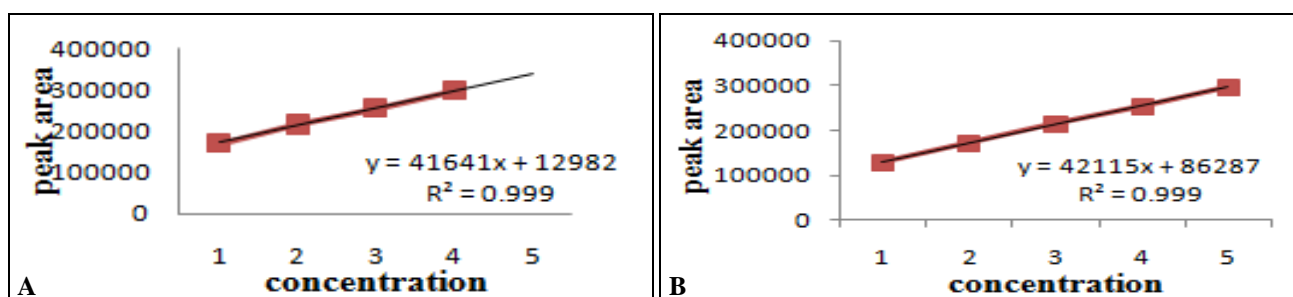 400000
300000
200000
100000
0
peak area
y = 41641x + 12982
R² = 0.999
1 2 3 4 5
concentration
A
400000
300000
200000
100000
0
peak area
y = 42115x + 86287
R² = 0.999
1 2 3 4 5
concentration
B